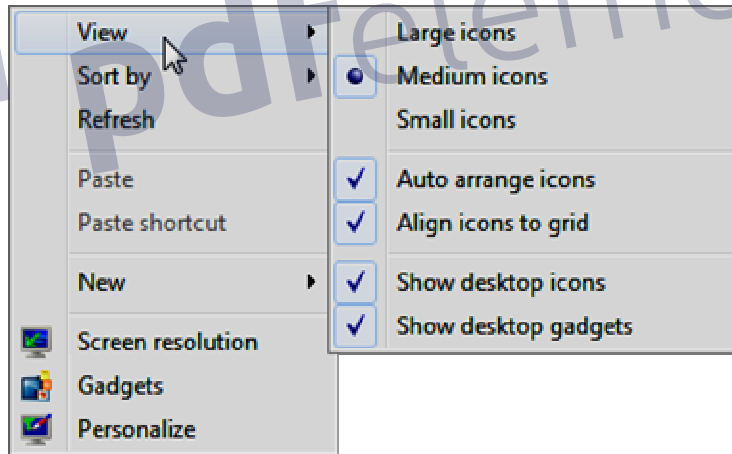 View
Sort by
Refresh
Paste
Paste shortcut
New
Screen resolution
Gadgets
Personalize
Large icons
Medium icons
Small icons
Auto arrange icons
Align icons to grid
Show desktop icons
Show desktop gadgets
pdfeleme